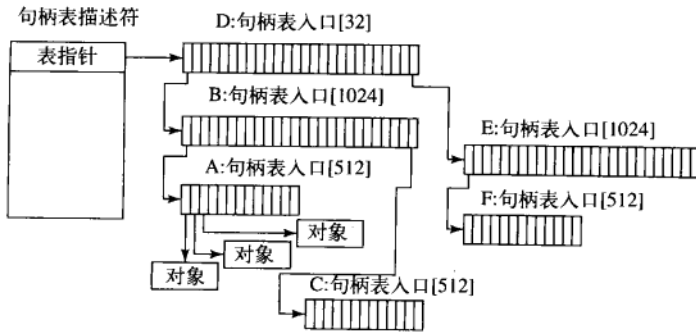 句柄表描述符
表指针
D:句柄表入口[32]
B:句柄表入口[1024]
E:句柄表入口[1024]
A:句柄表入口[512]
F:句柄表入口[512]
对象
对象
对象
C:句柄表入口[512]